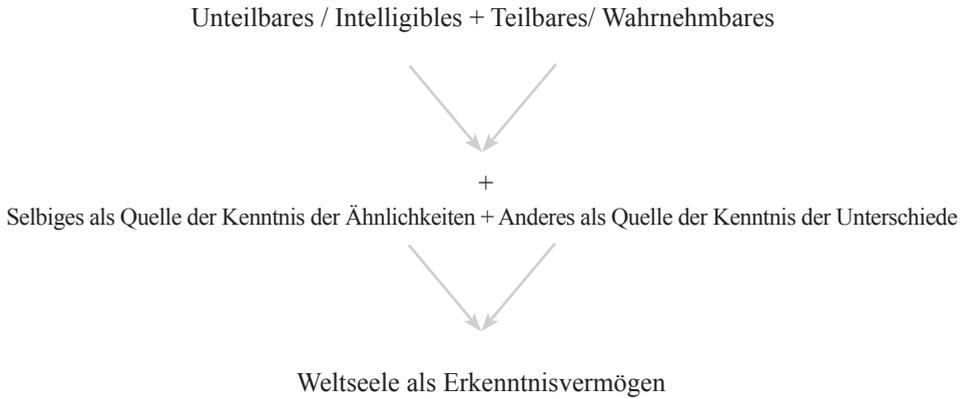 Unteilbares / Intelligibles + Teilbares/ Wahrnehmbares
+
Selbiges als Quelle der Kenntnis der Ähnlichkeiten + Anderes als Quelle der Kenntnis der Unterschiede
Weltseele als Erkenntnisvermögen